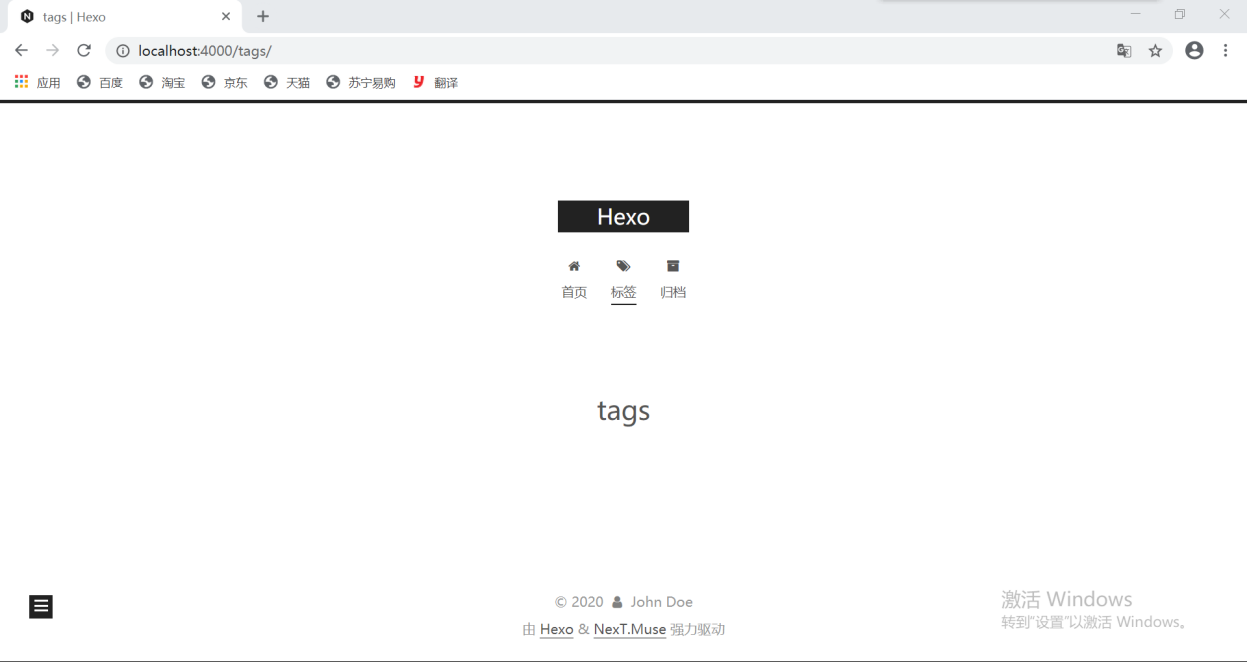 tags | Hexo
localhost:4000/tags/
应用 百度 淘宝 京东 天猫 苏宁易购 翻译
Hexo
首页 标签 归档
tags
© 2020 John Doe
由 Hexo & NexT.Muse 强力驱动
激活 Windows
转到"设置"以激活 Windows。